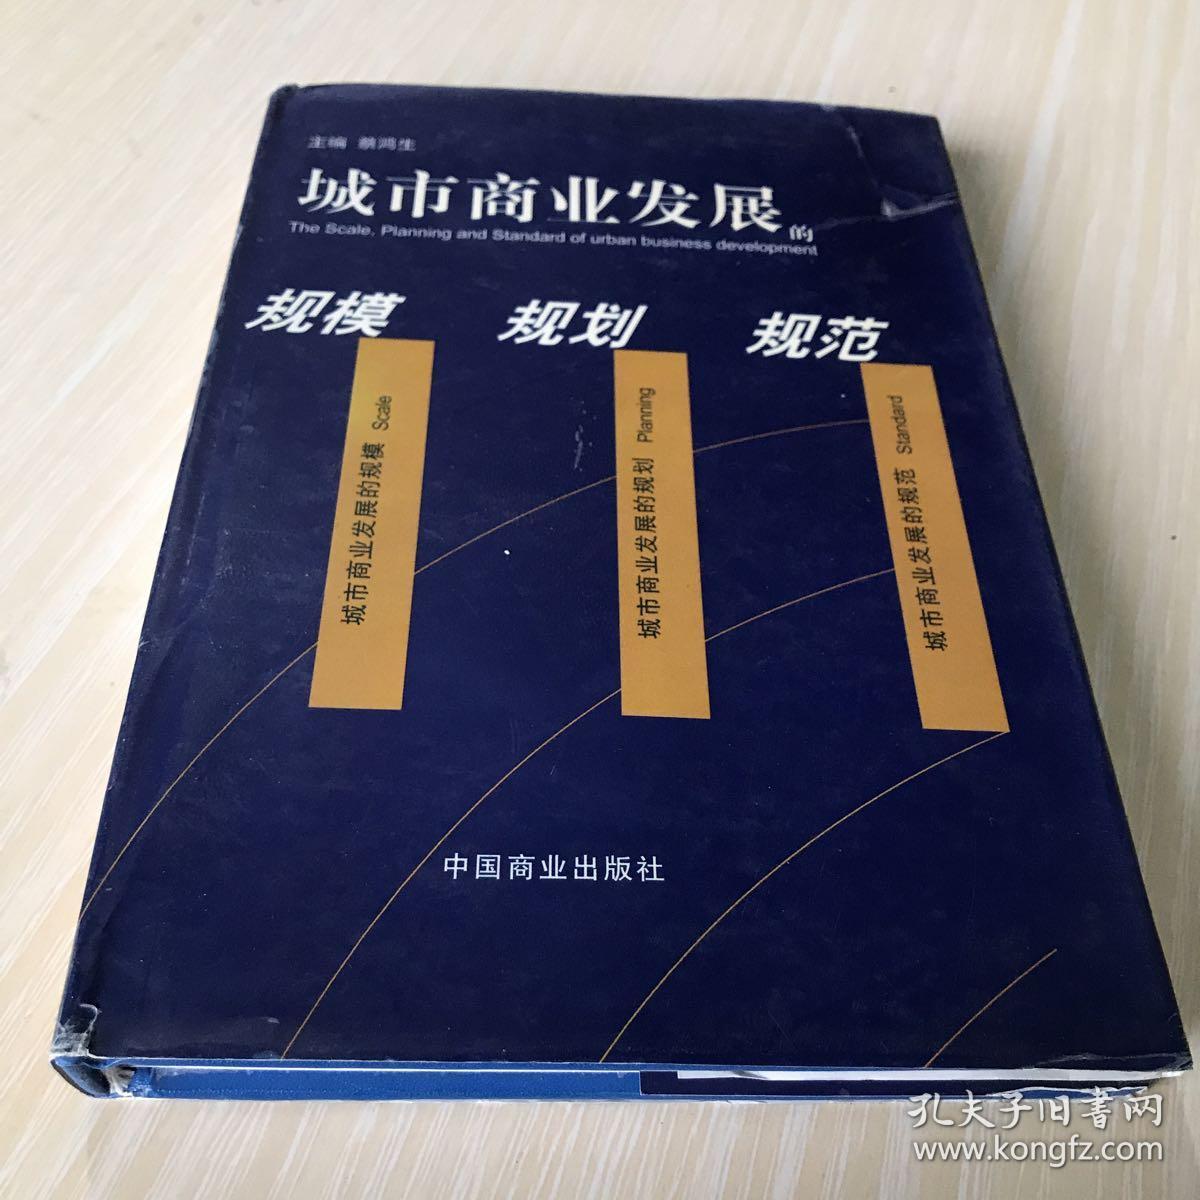 主编 蔡鸿生
城市商业发展的
The Scale, Planning and Standard of urban business development
规模 规划 规范
城市商业发展的规模 Scale
城市商业发展的规划 Planning
城市商业发展的规范 Standard
中国商业出版社
孔夫子旧書网
www.kongfz.com